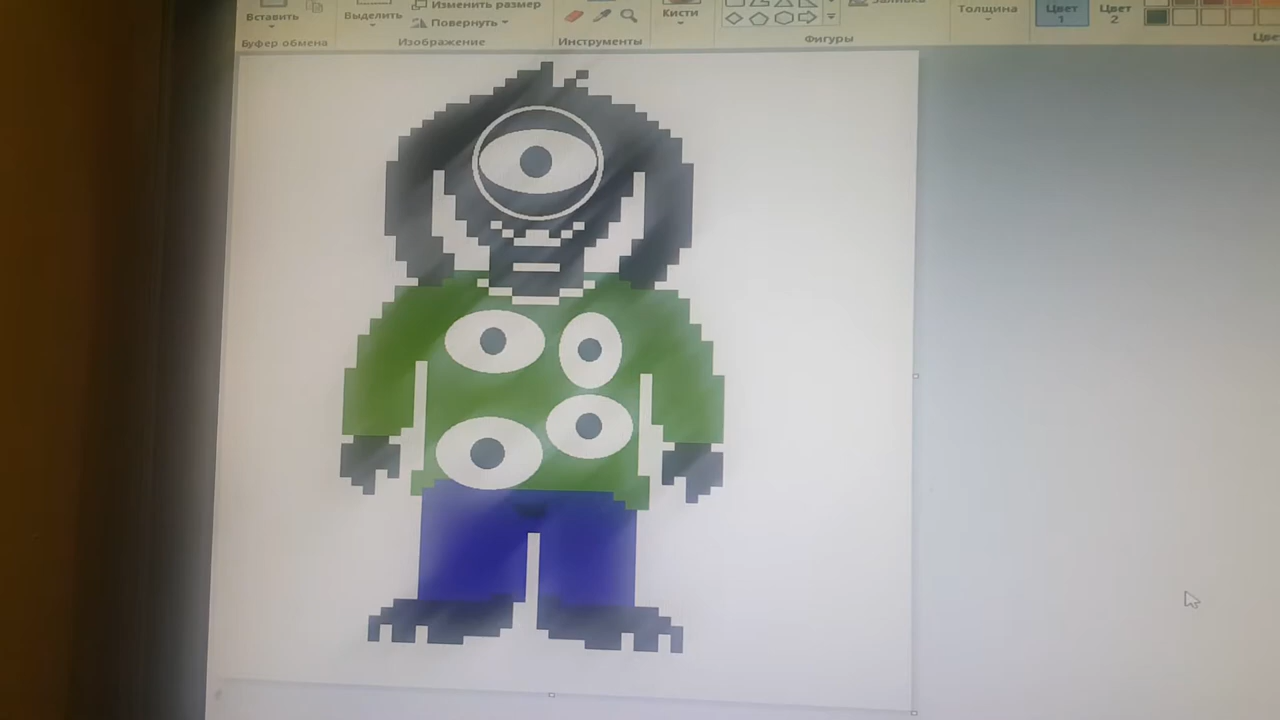 Изменить размер
Вставить
Выделить
Повернуть
Кисти
Толщина
Цвет
1
Цвет
2
Буфер обмена
Изображение
Инструменты
Фигуры